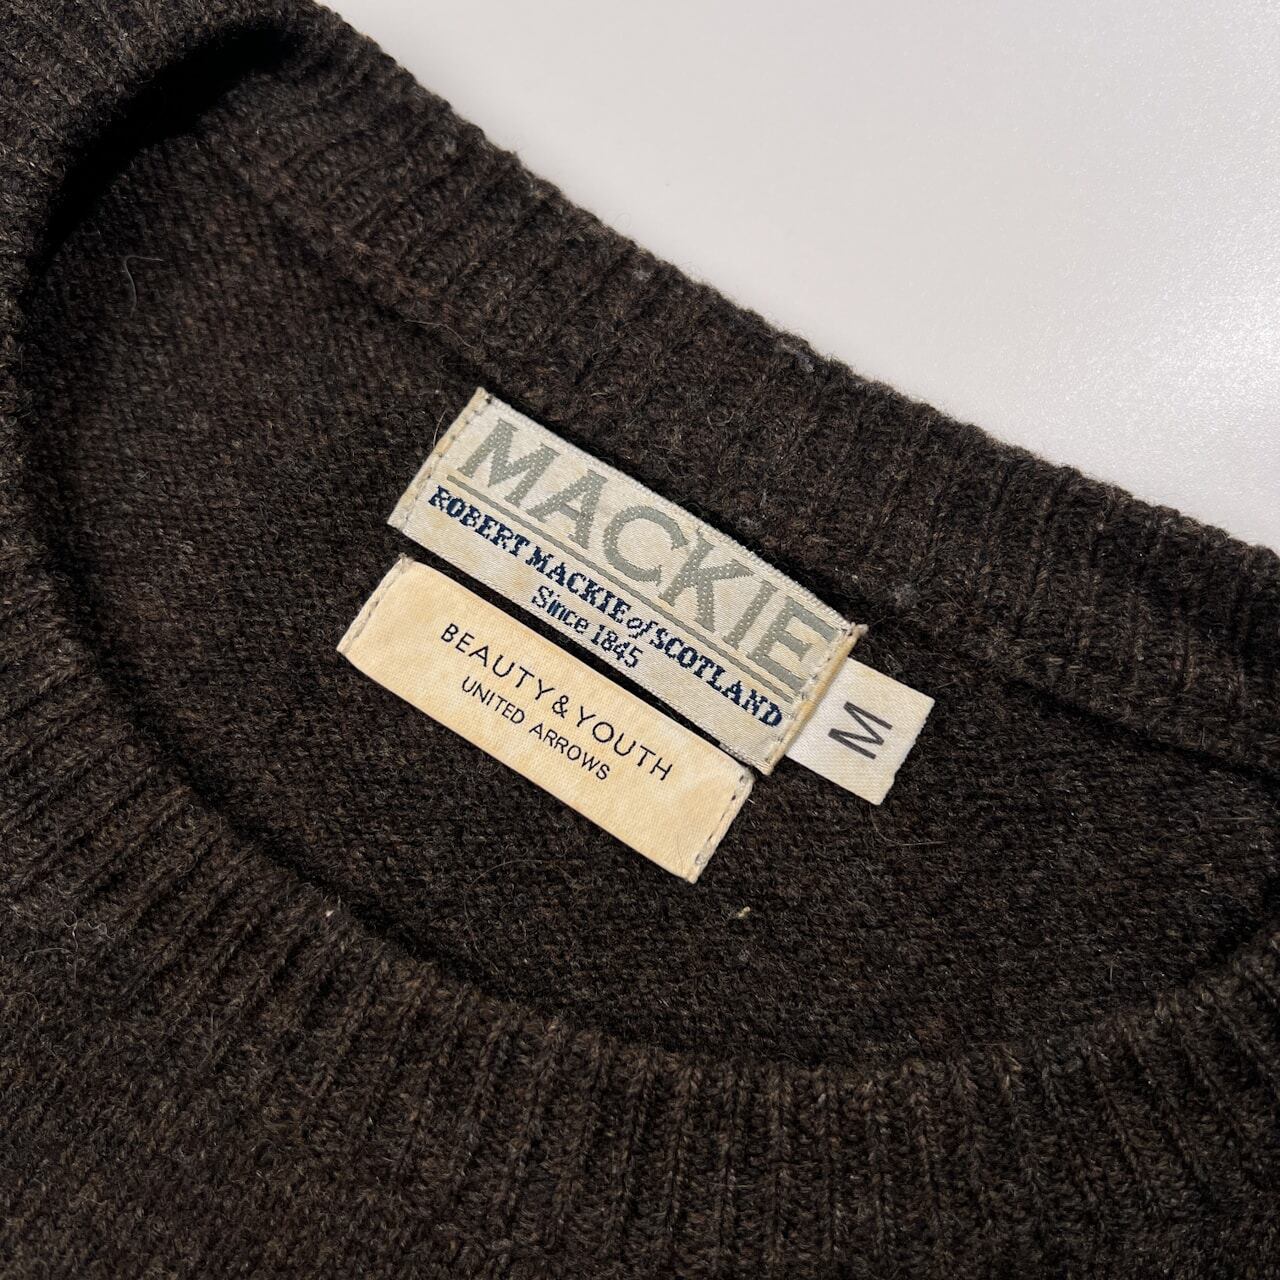 MACKIE
ROBERT MACKIE of SCOTLAND
Since 1845
M
BEAUTY&YOUTH
UNITED ARROWS